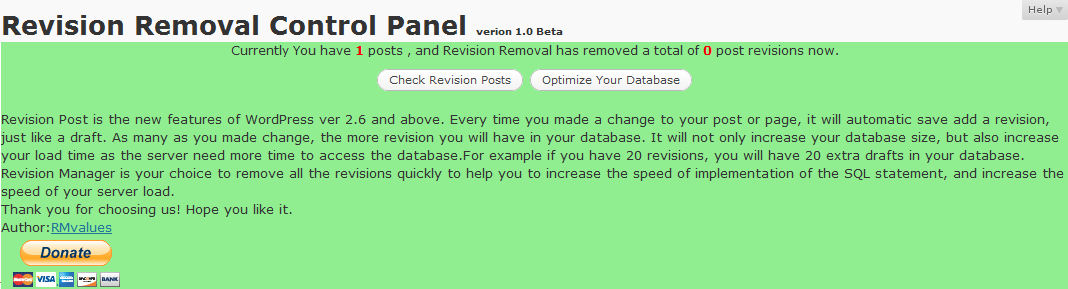 Help
Revision Removal Control Panel verion 1.0 Beta
Currently You have 1 posts , and Revision Removal has removed a total of 0 post revisions now.
Check Revision Posts Optimize Your Database
Revision Post is the new features of WordPress ver 2.6 and above. Every time you made a change to your post or page, it will automatic save add a revision,
just like a draft. As many as you made change, the more revision you will have in your database. It will not only increase your database size, but also increase
your load time as the server need more time to access the database.For example if you have 20 revisions, you will have 20 extra drafts in your database.
Revision Manager is your choice to remove all the revisions quickly to help you to increase the speed of implementation of the SQL statement, and increase the
speed of your server load.
Thank you for choosing us! Hope you like it.
Author:RMvalues
Donate
VISA BANK